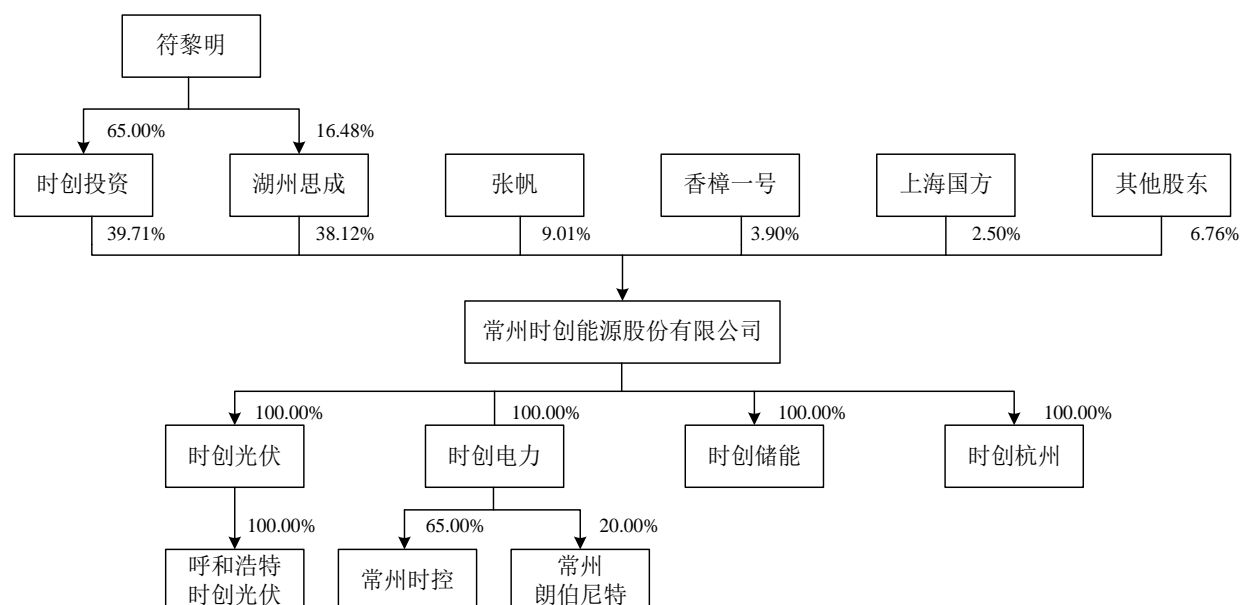 符黎明
65.00%
16.48%
时创投资
湖州思成
张帆
香樟一号
上海国方
其他股东
39.71%
38.12%
9.01%
3.90%
2.50%
6.76%
常州时创能源股份有限公司
100.00%
100.00%
100.00%
100.00%
时创光伏
时创电力
时创储能
时创杭州
100.00%
65.00%
20.00%
呼和浩特
时创光伏
常州时控
常州
朗伯尼特